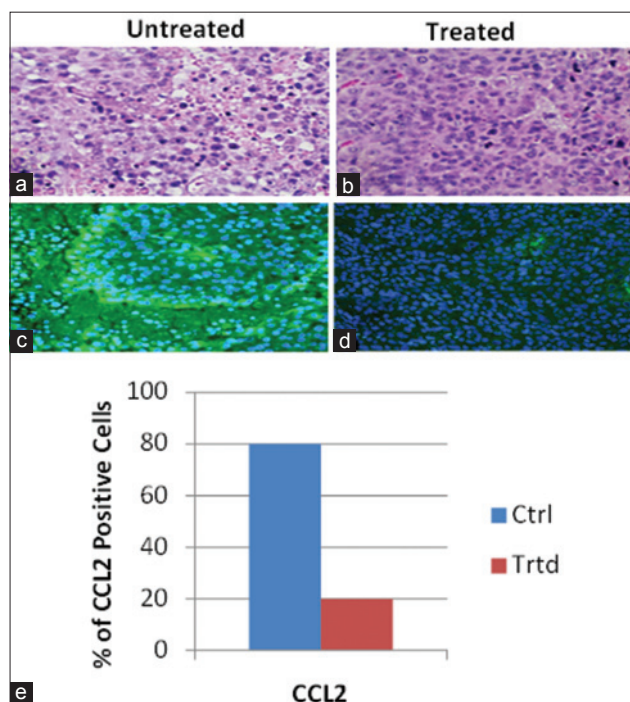 Untreated Treated
a b
c d
100
80
60
40
20
0
% of CCL2 Positive Cells
Ctrl
Trtd
CCL2
e